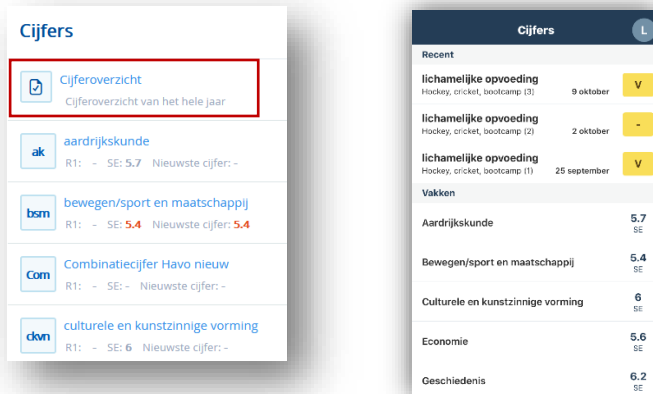 Cijfers
Cijferoverzicht
Cijferoverzicht van het hele jaar
ak
aardrijkskunde
R1: - SE: 5.7 Nieuwste cijfer: -
bsm
bewegen/sport en maatschappij
R1: - SE: 5.4 Nieuwste cijfer: 5.4
Com
Combinatiecijfer Havo nieuw
R1: - SE: - Nieuwste cijfer: -
ckvn
culturele en kunstzinnige vorming
R1: - SE: 6 Nieuwste cijfer: -
Cijfers L
Recent
lichamelijke opvoeding
Hockey, cricket, bootcamp (3) 9 oktober V
lichamelijke opvoeding
Hockey, cricket, bootcamp (2) 2 oktober -
lichamelijke opvoeding
Hockey, cricket, bootcamp (1) 25 september V
Vakken
Aardrijkskunde 5.7
SE
Bewegen/sport en maatschappij 5.4
SE
Culturele en kunstzinnige vorming 6
SE
Economie 5.6
SE
Geschiedenis 6.2
SE